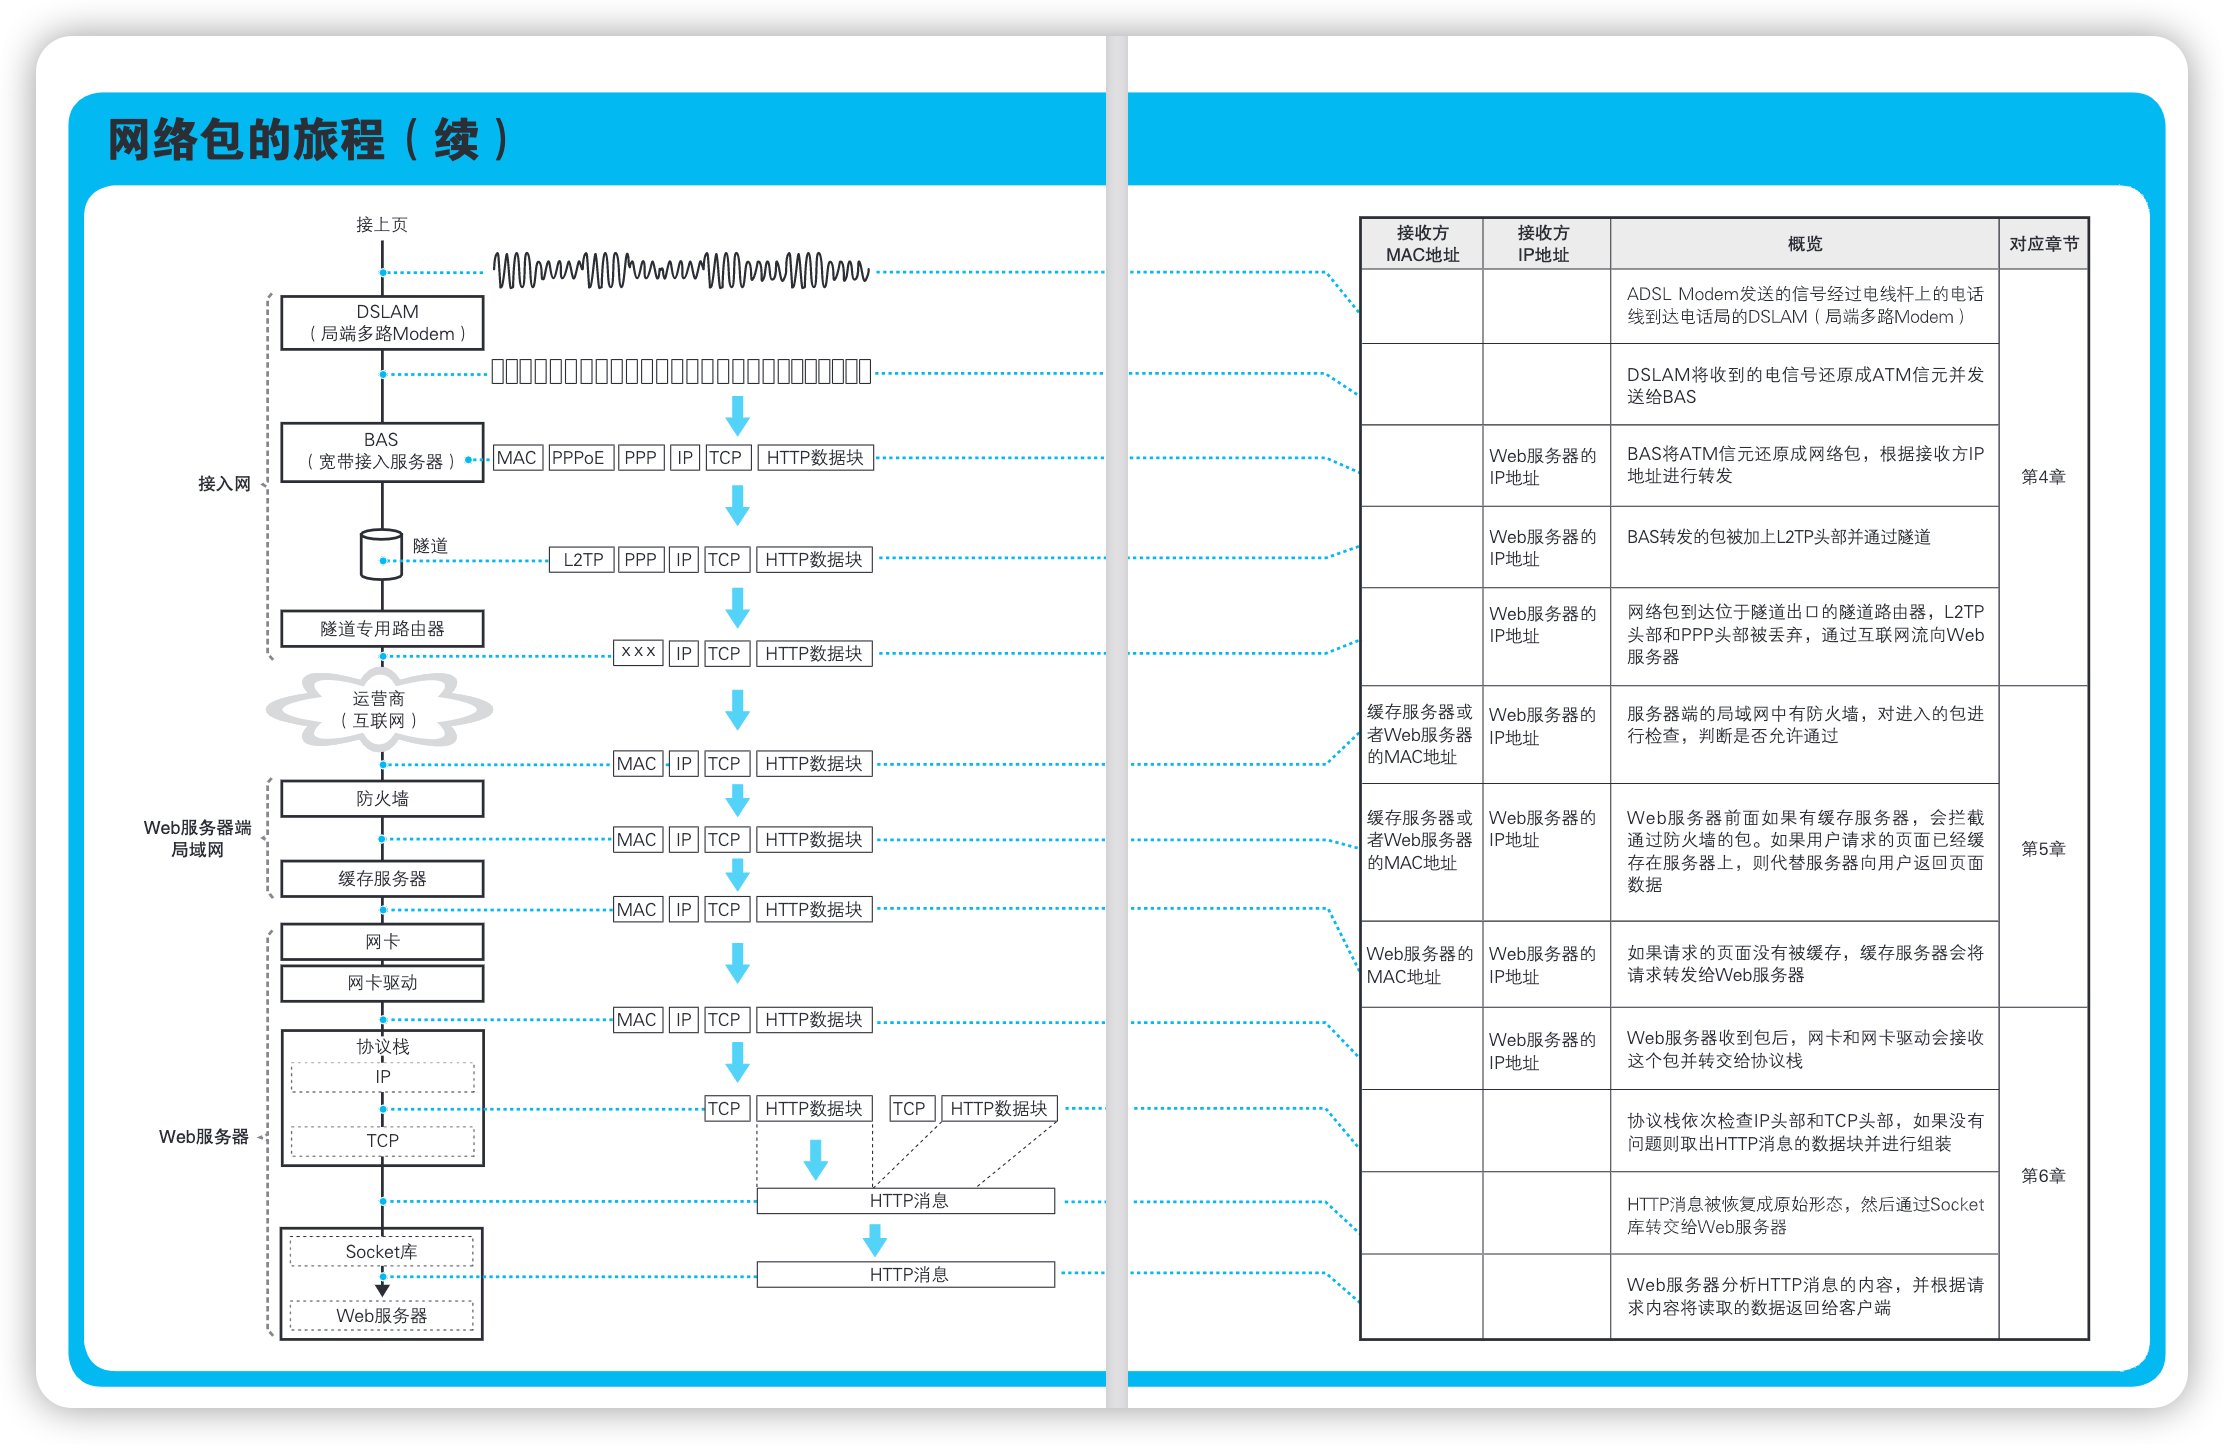 网络包的旅程（续）
接上页
DSLAM
（局端多路Modem）
BAS
（宽带接入服务器）
MAC PPPoE PPP IP TCP HTTP数据块
接入网
隧道
L2TP PPP IP TCP HTTP数据块
隧道专用路由器
xxx IP TCP HTTP数据块
运营商
（互联网）
MAC IP TCP HTTP数据块
防火墙
Web服务器端
局域网
MAC IP TCP HTTP数据块
缓存服务器
MAC IP TCP HTTP数据块
网卡
网卡驱动
MAC IP TCP HTTP数据块
协议栈
IP
TCP HTTP数据块 TCP HTTP数据块
Web服务器
TCP
HTTP消息
Socket库
HTTP消息
Web服务器
接收方
MAC地址
接收方
IP地址
概览
对应章节
ADSL Modem发送的信号经过电线杆上的电话
线到达电话局的DSLAM（局端多路Modem）
DSLAM将收到的电信号还原成ATM信元并发
送给BAS
Web服务器的
IP地址
BAS将ATM信元还原成网络包，根据接收方IP
地址进行转发
第4章
Web服务器的
IP地址
BAS转发的包被加上L2TP头部并通过隧道
Web服务器的
IP地址
网络包到达位于隧道出口的隧道路由器，L2TP
头部和PPP头部被丢弃，通过互联网流向Web
服务器
缓存服务器或
者Web服务器
的MAC地址
Web服务器的
IP地址
服务器端的局域网中有防火墙，对进入的包进
行检查，判断是否允许通过
缓存服务器或
者Web服务器
的MAC地址
Web服务器的
IP地址
Web服务器前面如果有缓存服务器，会拦截
通过防火墙的包。如果用户请求的页面已经缓
存在服务器上，则代替服务器向用户返回页面
数据
第5章
Web服务器的
MAC地址
Web服务器的
IP地址
如果请求的页面没有被缓存，缓存服务器会将
请求转发给Web服务器
Web服务器的
IP地址
Web服务器收到包后，网卡和网卡驱动会接收
这个包并转交给协议栈
协议栈依次检查IP头部和TCP头部，如果没有
问题则取出HTTP消息的数据块并进行组装
第6章
HTTP消息被恢复成原始形态，然后通过Socket
库转交给Web服务器
Web服务器分析HTTP消息的内容，并根据请
求内容将读取的数据返回给客户端